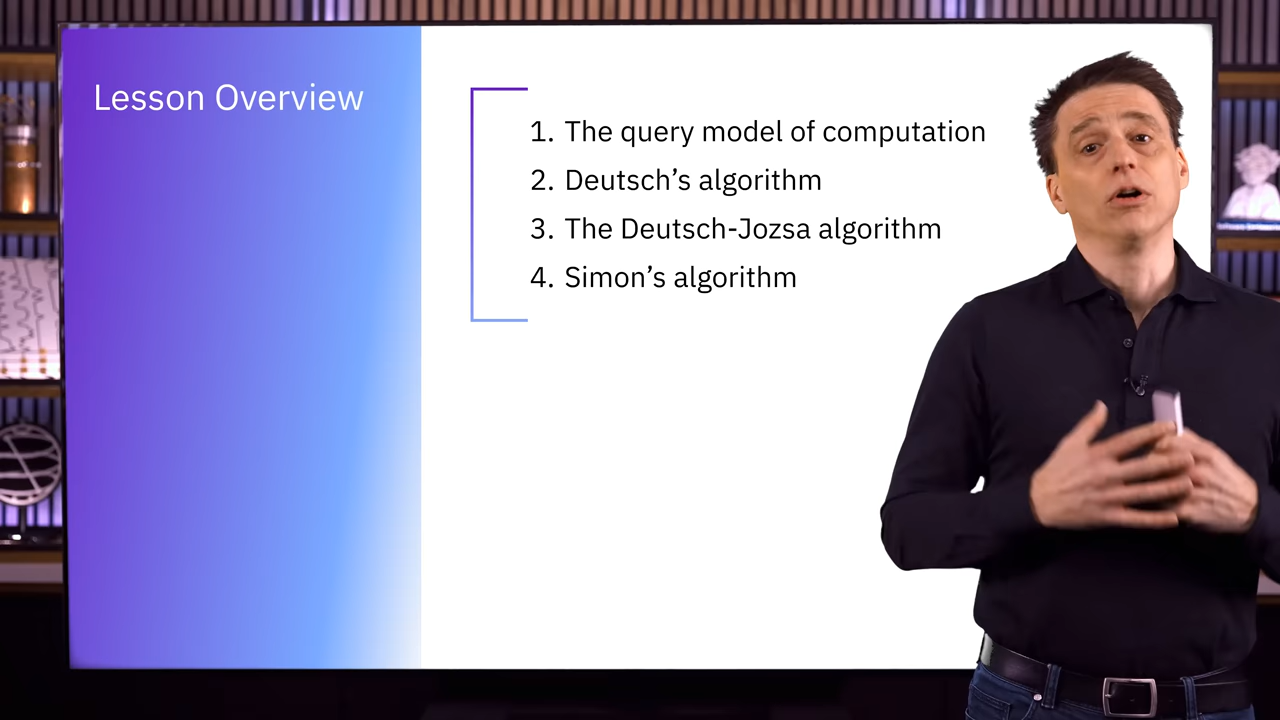 Lesson Overview
1. The query model of computation
2. Deutsch’s algorithm
3. The Deutsch-Jozsa algorithm
4. Simon’s algorithm